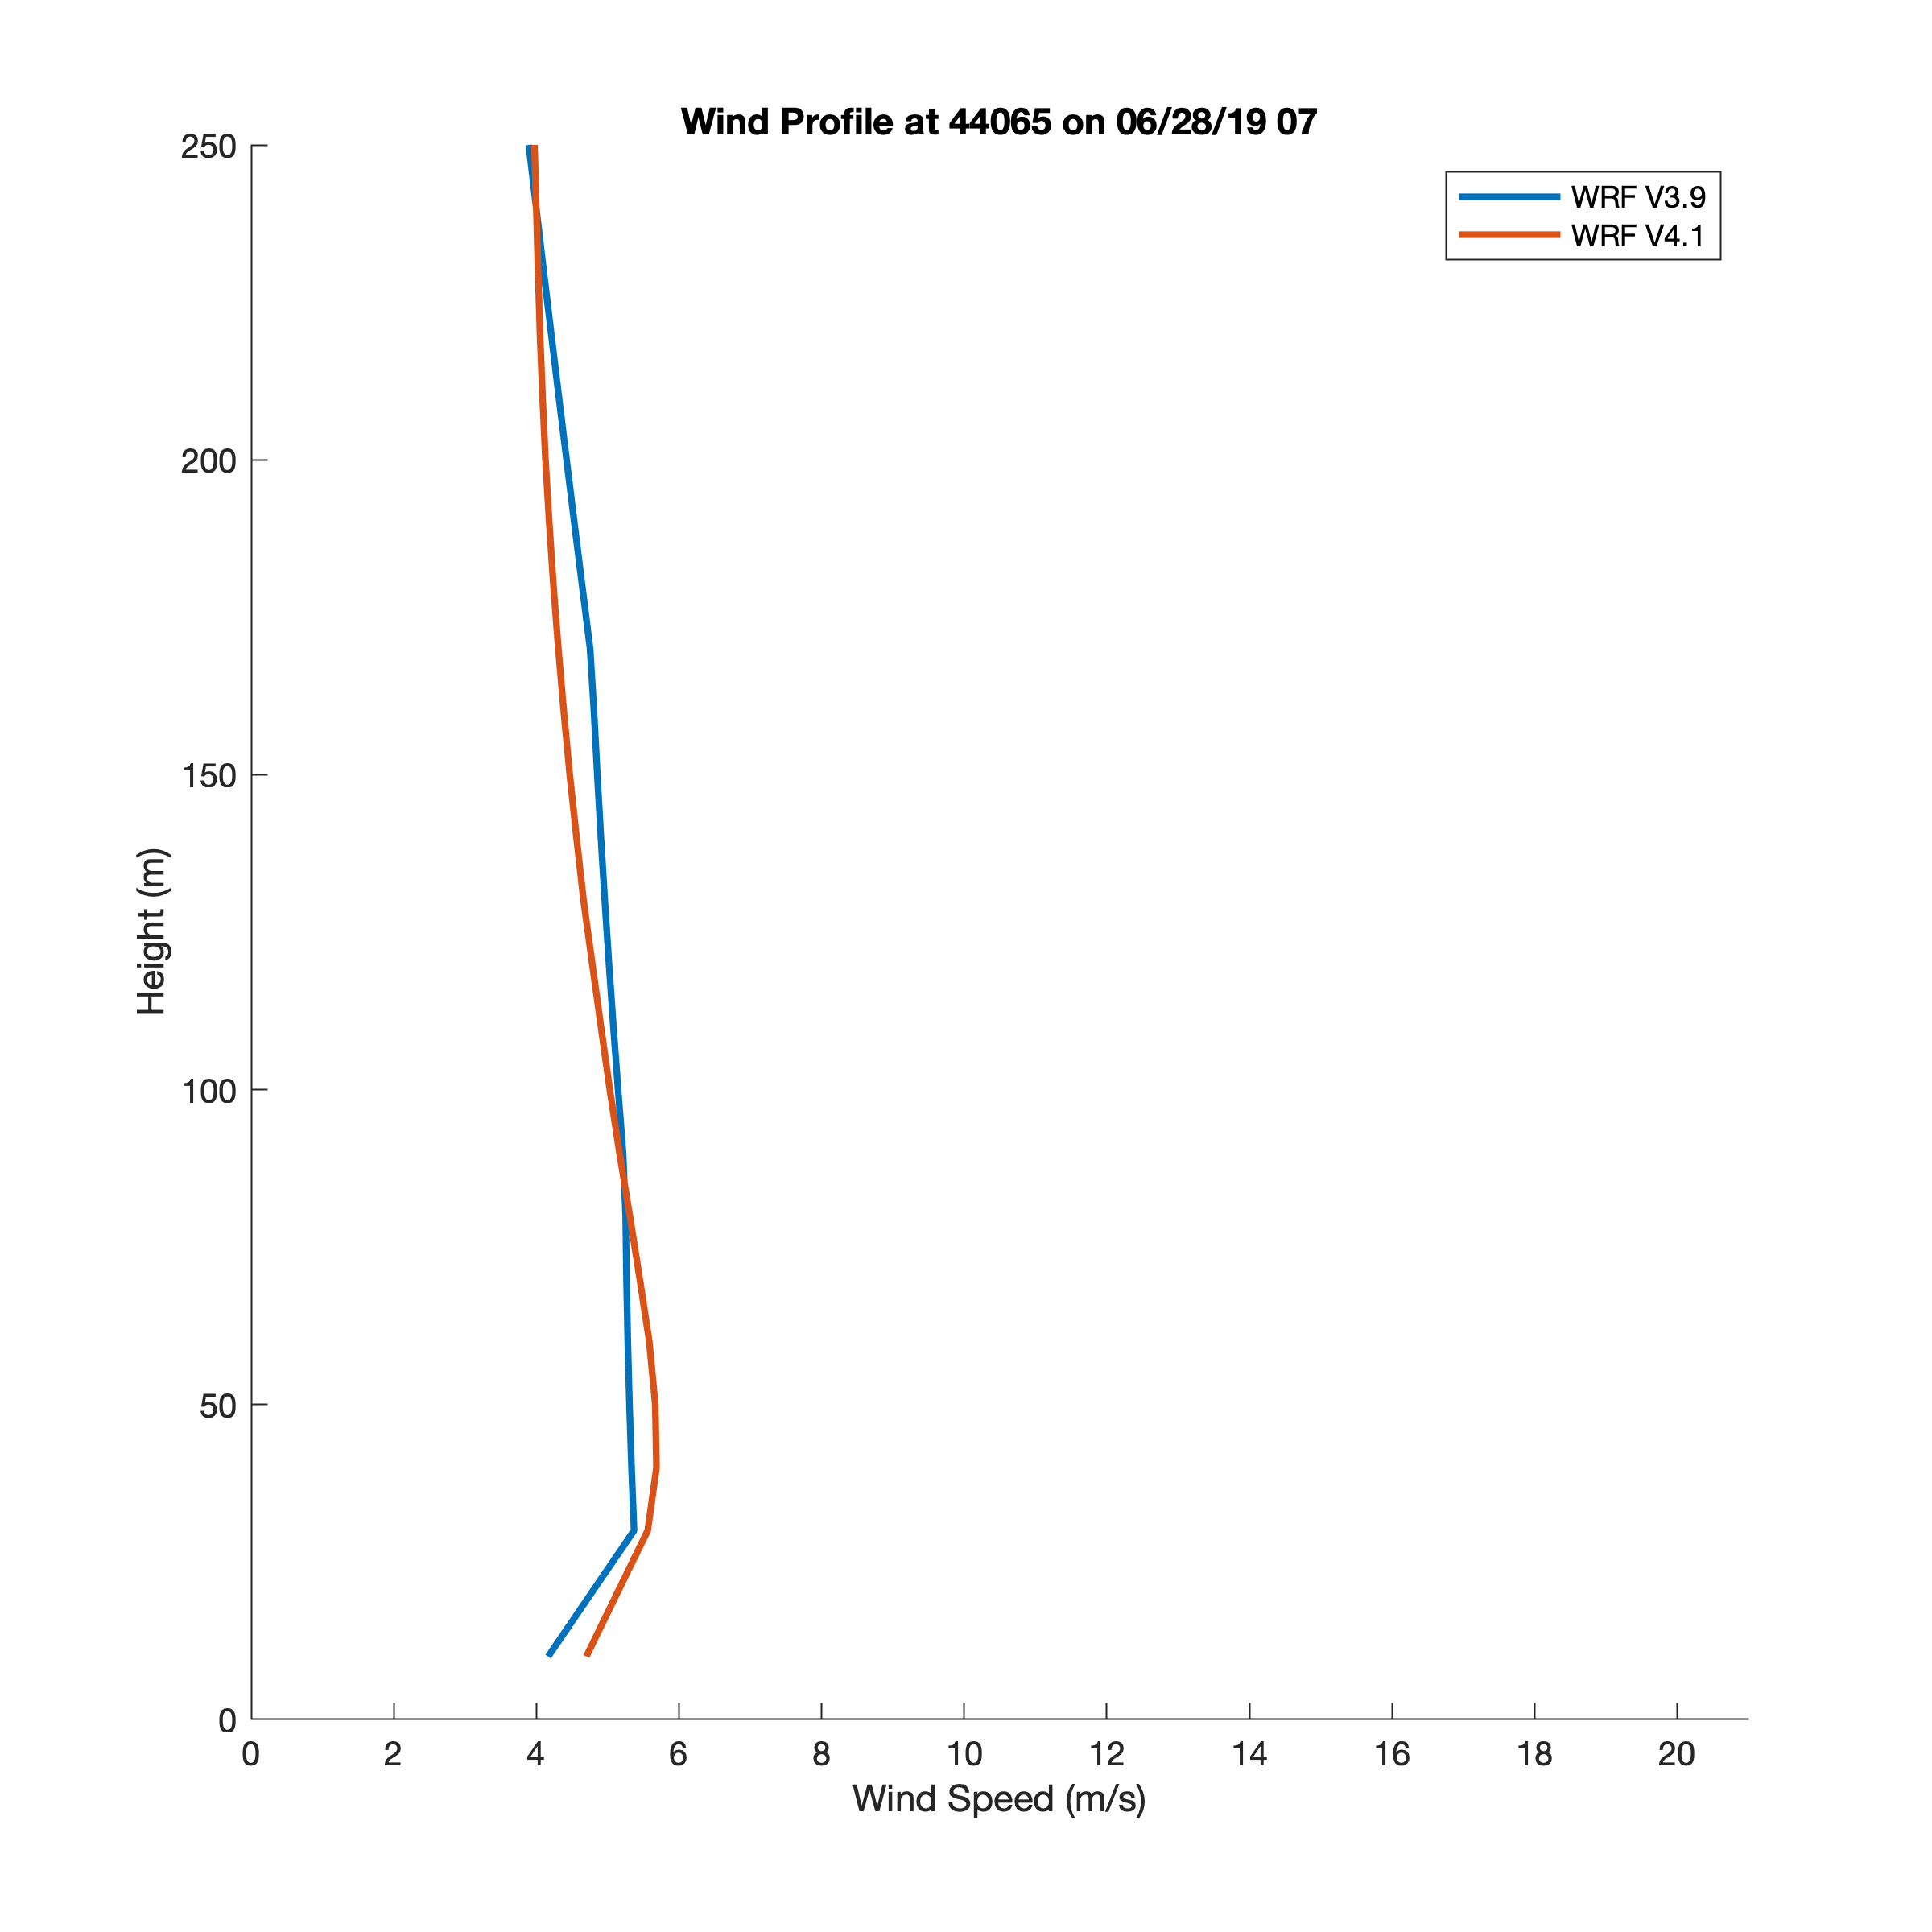 Wind Profile at 44065 on 06/28/19 07
WRF V3.9
WRF V4.1
250
200
150
100
50
0
Height (m)
0 2 4 6 8 10 12 14 16 18 20
Wind Speed (m/s)